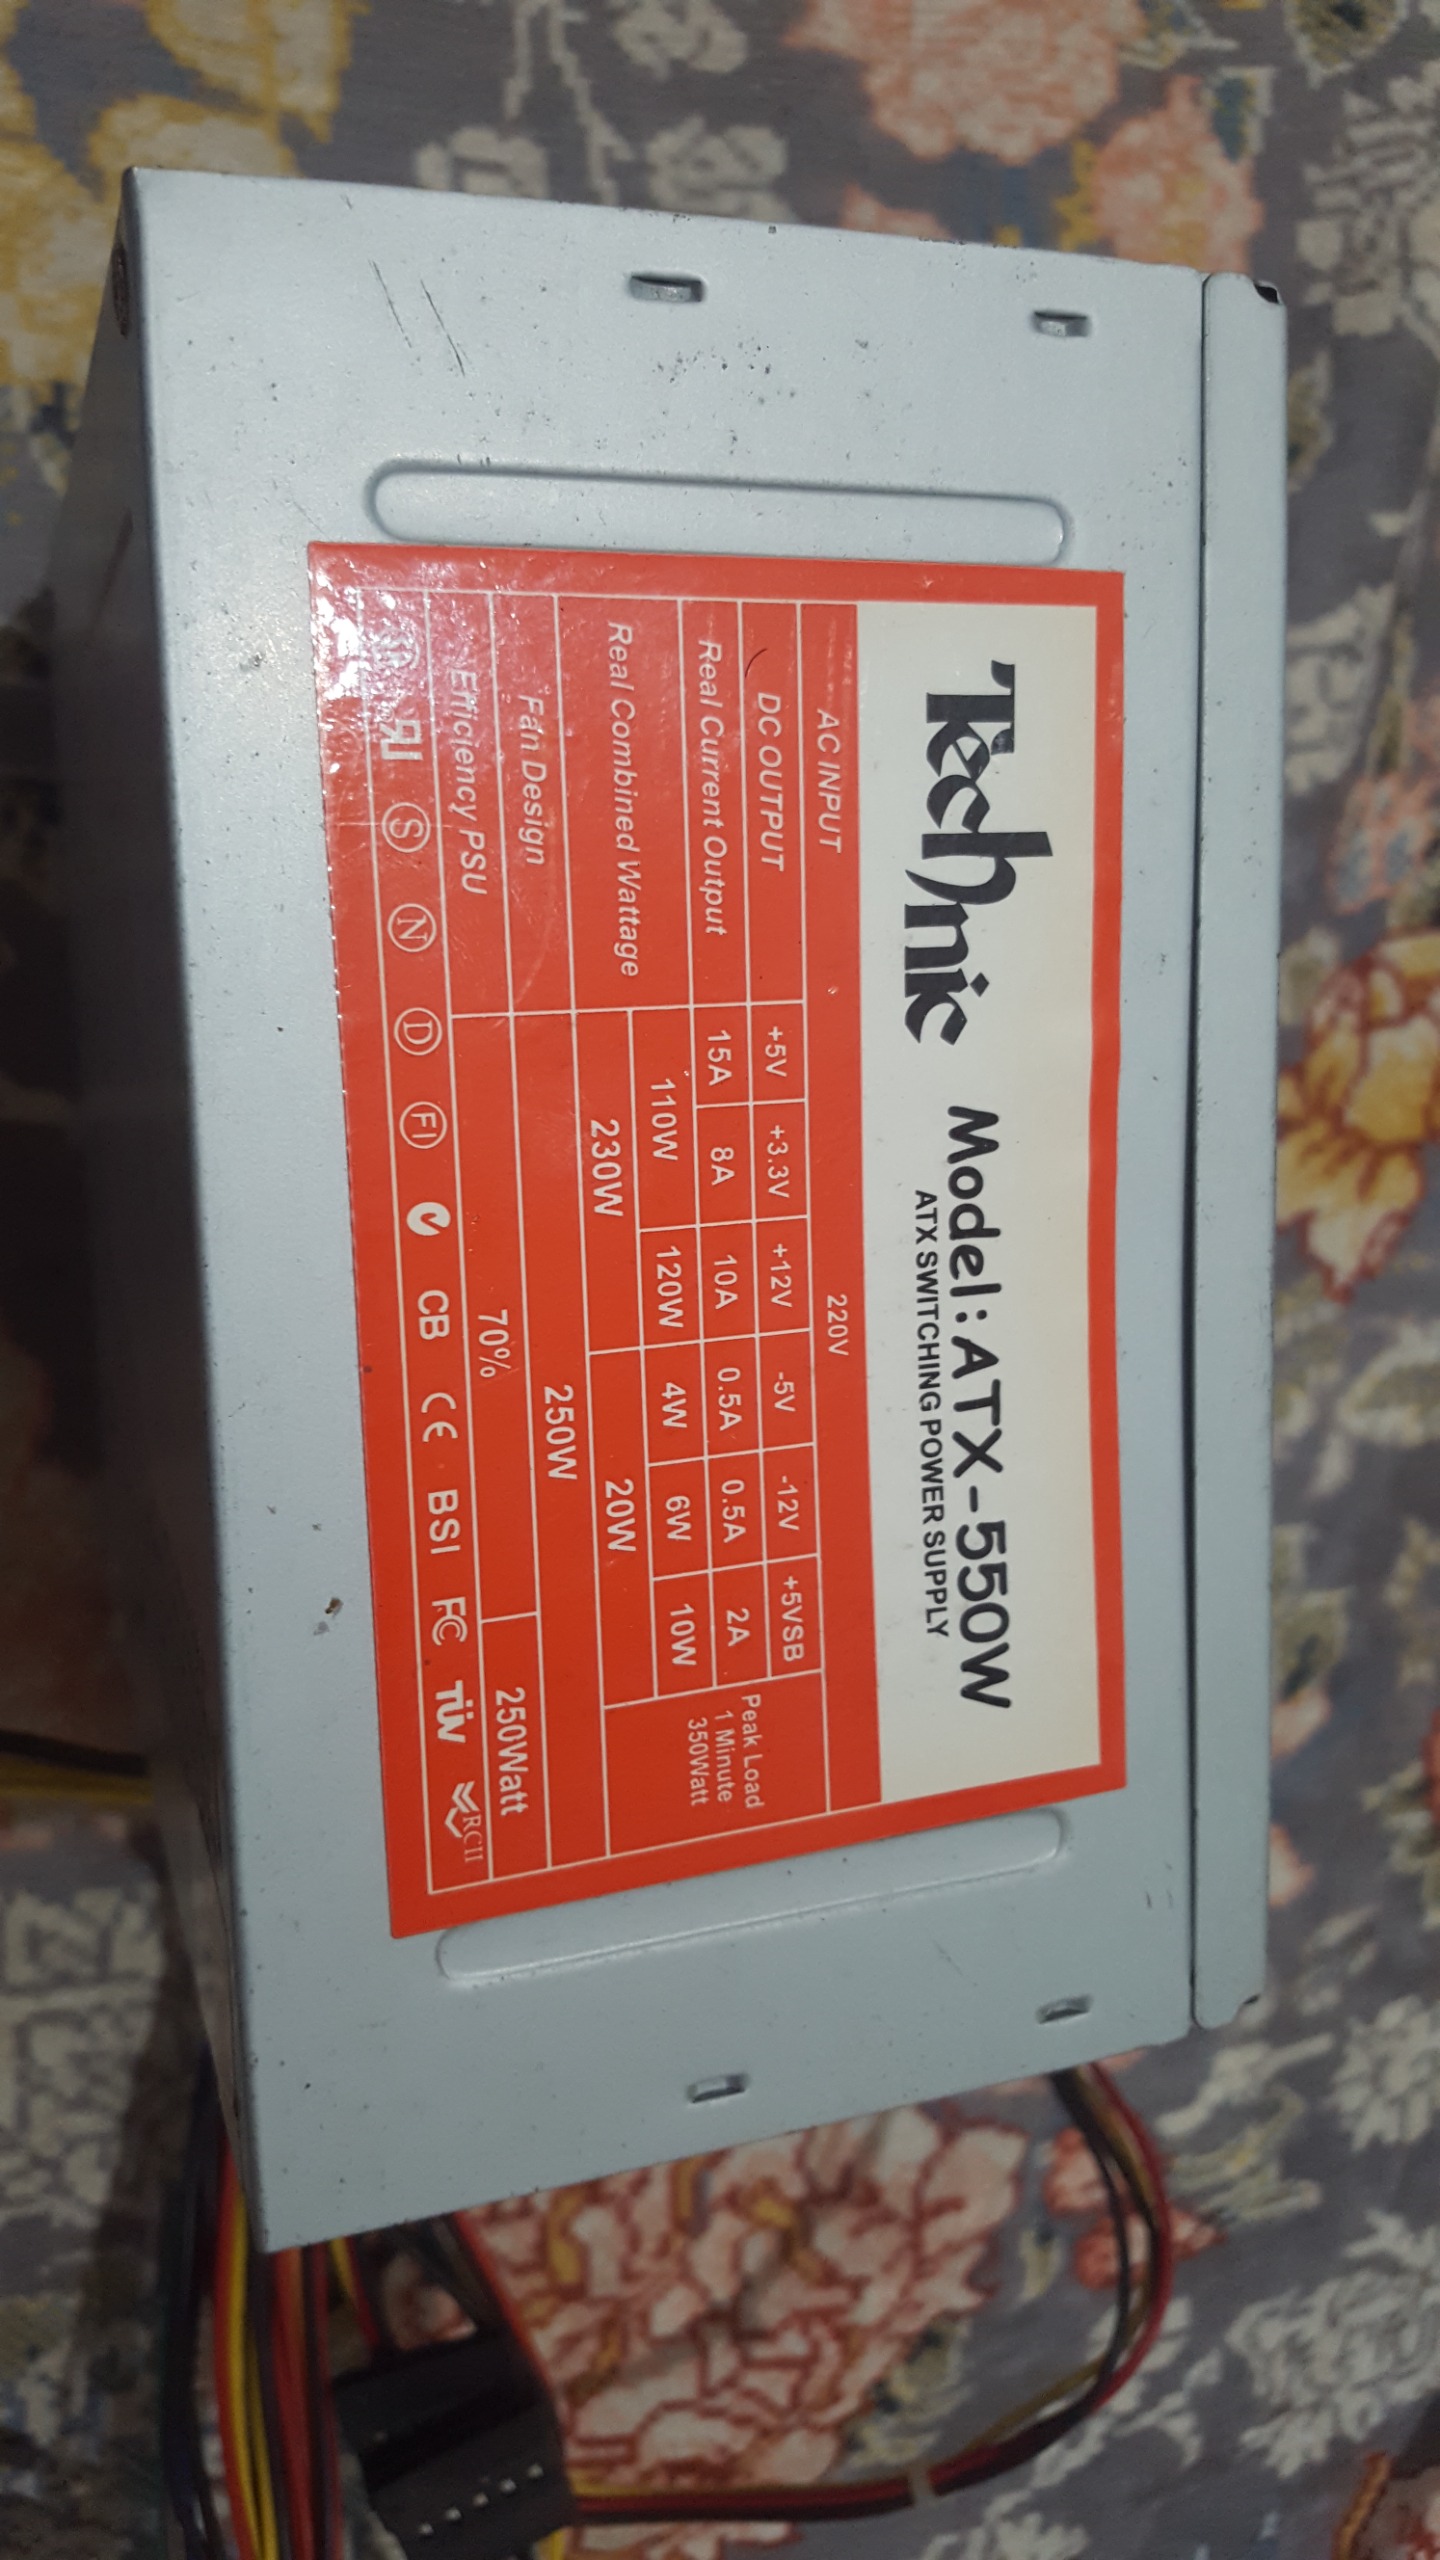 Technic Model:ATX-550W
ATX SWITCHING POWER SUPPLY
AC INPUT 220V
DC OUTPUT +5V +3.3V +12V -5V -12V +5VSB
Real Current Output 15A 8A 10A 0.5A 0.5A 2A
Peak Load
1 Minute
350Watt
Real Combined Wattage 110W 120W 4W 6W 10W
230W 20W
Fan Design 250W
Efficiency PSU 70% 250Watt
S N D FI CB CE BSI FC TÜV RCII